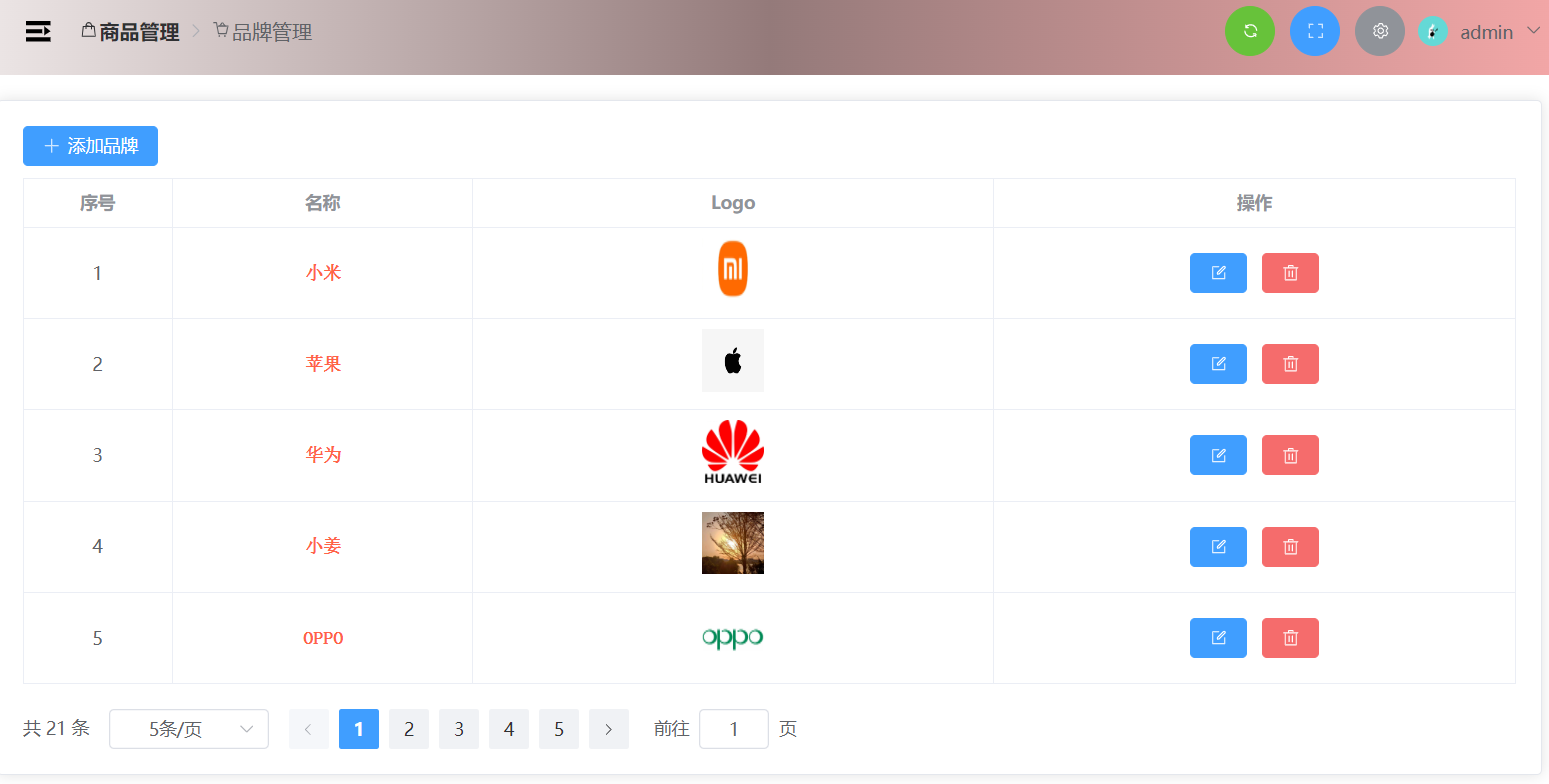 商品管理 品牌管理 admin
添加品牌
序号 名称 Logo 操作
1 小米 mi
2 苹果
3 华为 HUAWEI
4 小姜
5 OPPO oppo
共 21 条 5条/页 1 2 3 4 5 前往 1 页